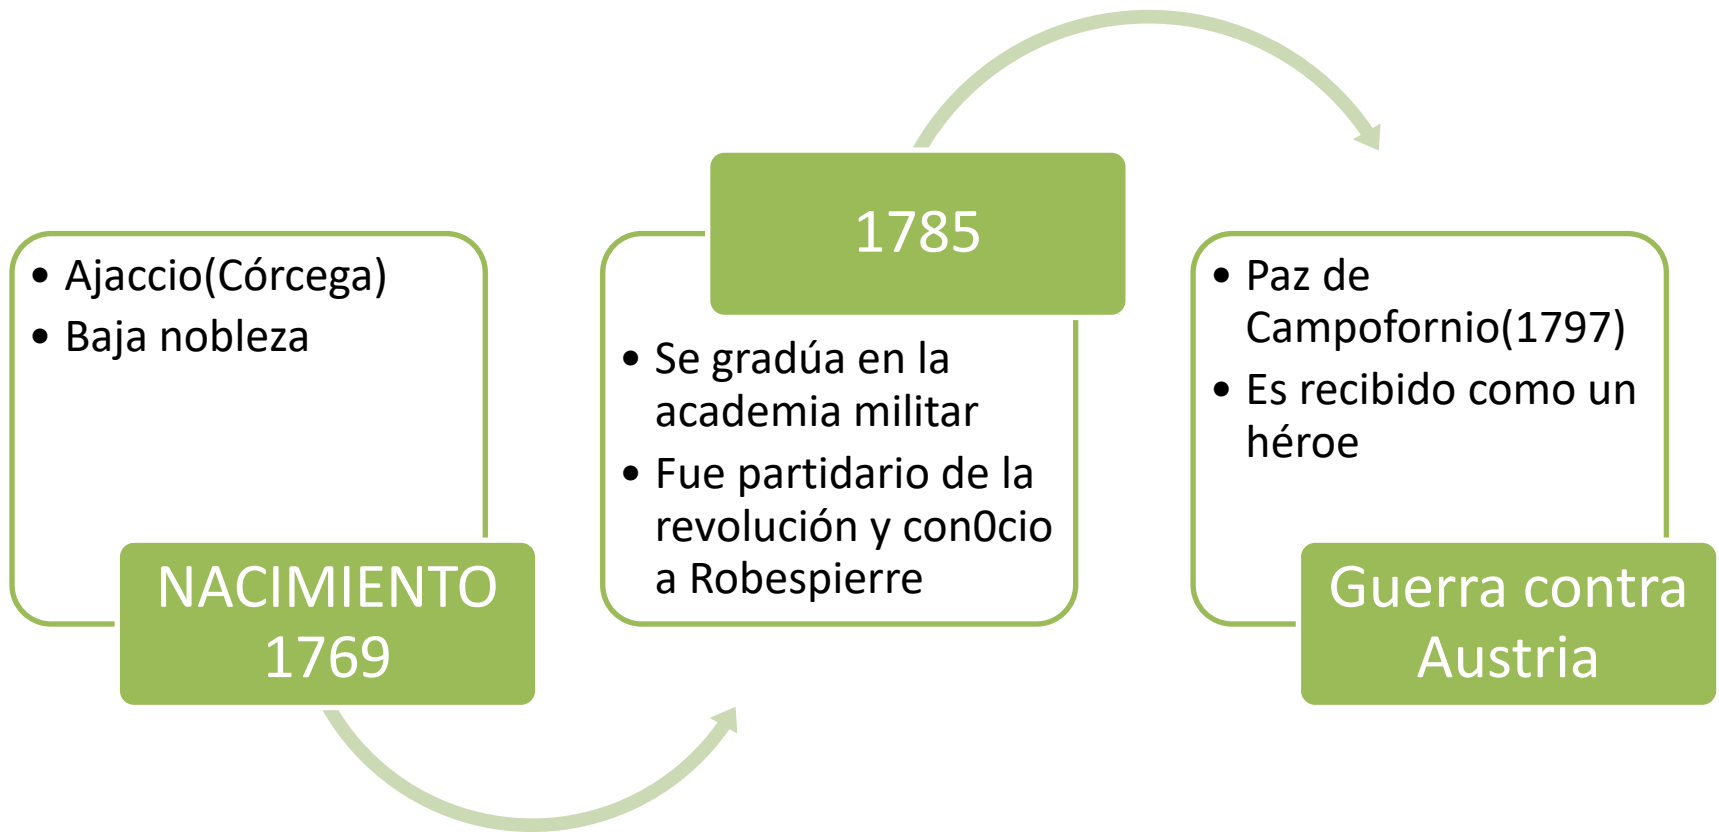 • Ajaccio(Córcega)
• Baja nobleza
NACIMIENTO
1769
1785
• Se gradúa en la
academia militar
• Fue partidario de la
revolución y con0cio
a Robespierre
• Paz de
Campofornio(1797)
• Es recibido como un
héroe
Guerra contra
Austria